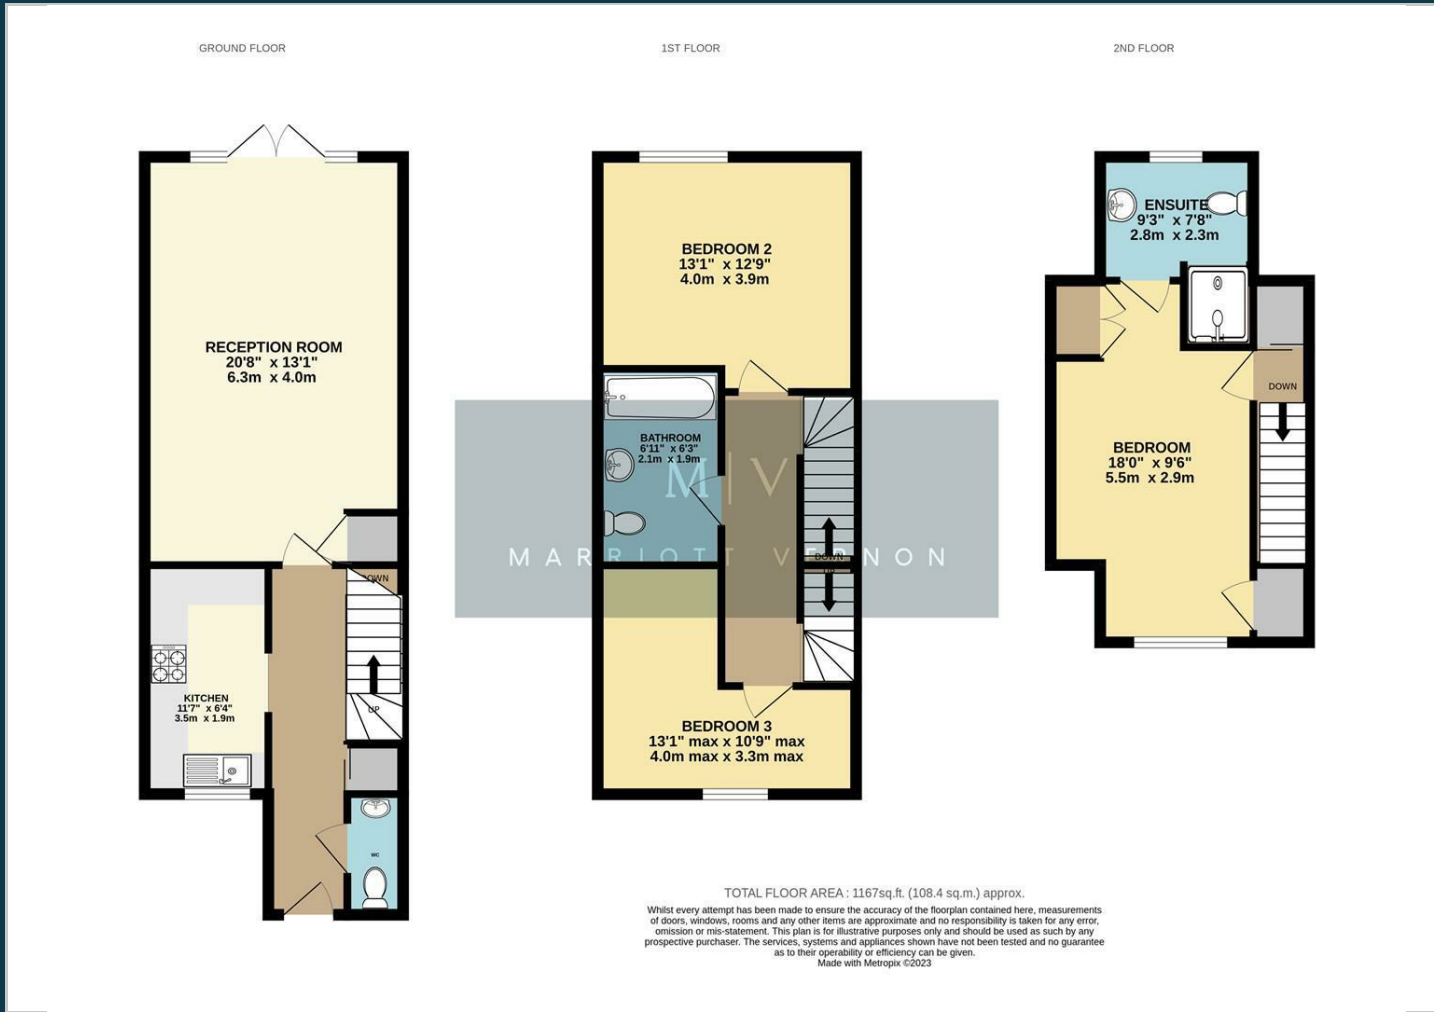 GROUND FLOOR
1ST FLOOR
2ND FLOOR
RECEPTION ROOM
20'8" x 13'1"
6.3m x 4.0m
DOWN
UP
KITCHEN
11'7" x 6'4"
3.5m x 1.9m
WC
BEDROOM 2
13'1" x 12'9"
4.0m x 3.9m
BATHROOM
6'11" x 6'3"
2.1m x 1.9m
M|V
MARRIOTT VERNON
DOWN
UP
BEDROOM 3
13'1" max x 10'9" max
4.0m max x 3.3m max
ENSUITE
9'3" x 7'8"
2.8m x 2.3m
DOWN
BEDROOM
18'0" x 9'6"
5.5m x 2.9m
TOTAL FLOOR AREA : 1167sq.ft. (108.4 sq.m.) approx.
Whilst every attempt has been made to ensure the accuracy of the floorplan contained here, measurements
of doors, windows, rooms and any other items are approximate and no responsibility is taken for any error,
omission or mis-statement. This plan is for illustrative purposes only and should be used as such by any
prospective purchaser. The services, systems and appliances shown have not been tested and no guarantee
as to their operability or efficiency can be given.
Made with Metropix ©2023